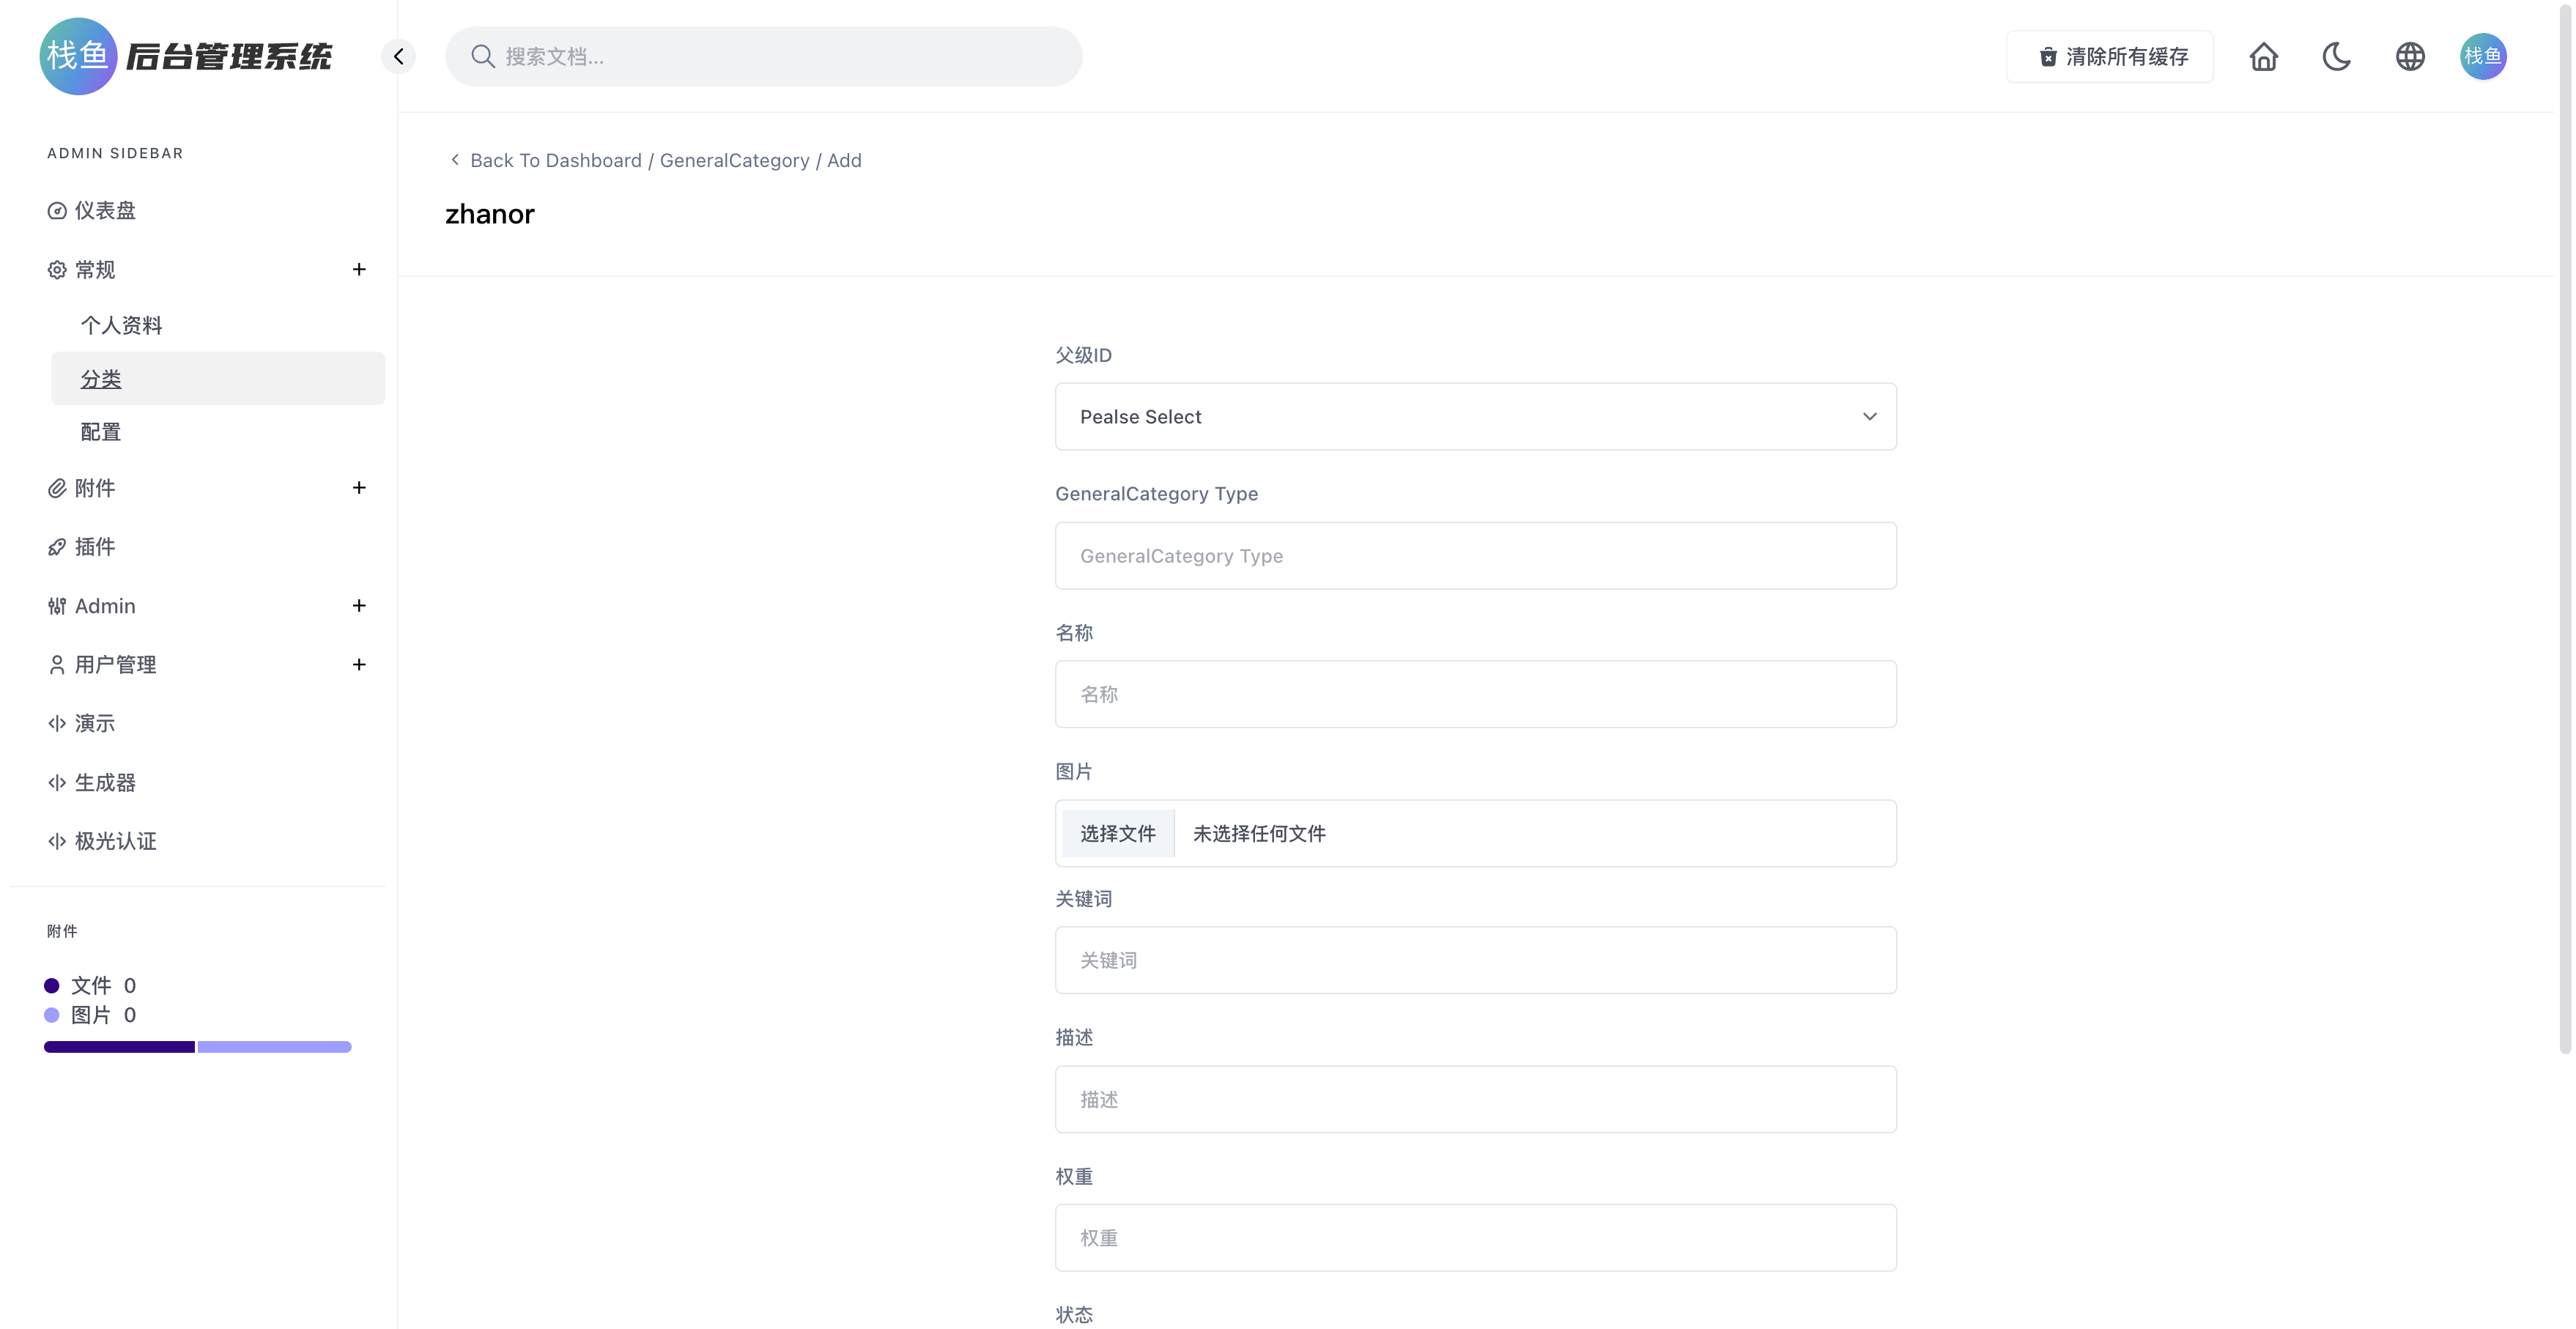 栈鱼 后台管理系统
搜索文档...
清除所有缓存
栈鱼
ADMIN SIDEBAR
仪表盘
常规
个人资料
分类
配置
附件
插件
Admin
用户管理
演示
生成器
极光认证
附件
文件 0
图片 0
Back To Dashboard / GeneralCategory / Add
zhanor
父级ID
Pealse Select
GeneralCategory Type
GeneralCategory Type
名称
名称
图片
选择文件 未选择任何文件
关键词
关键词
描述
描述
权重
权重
状态